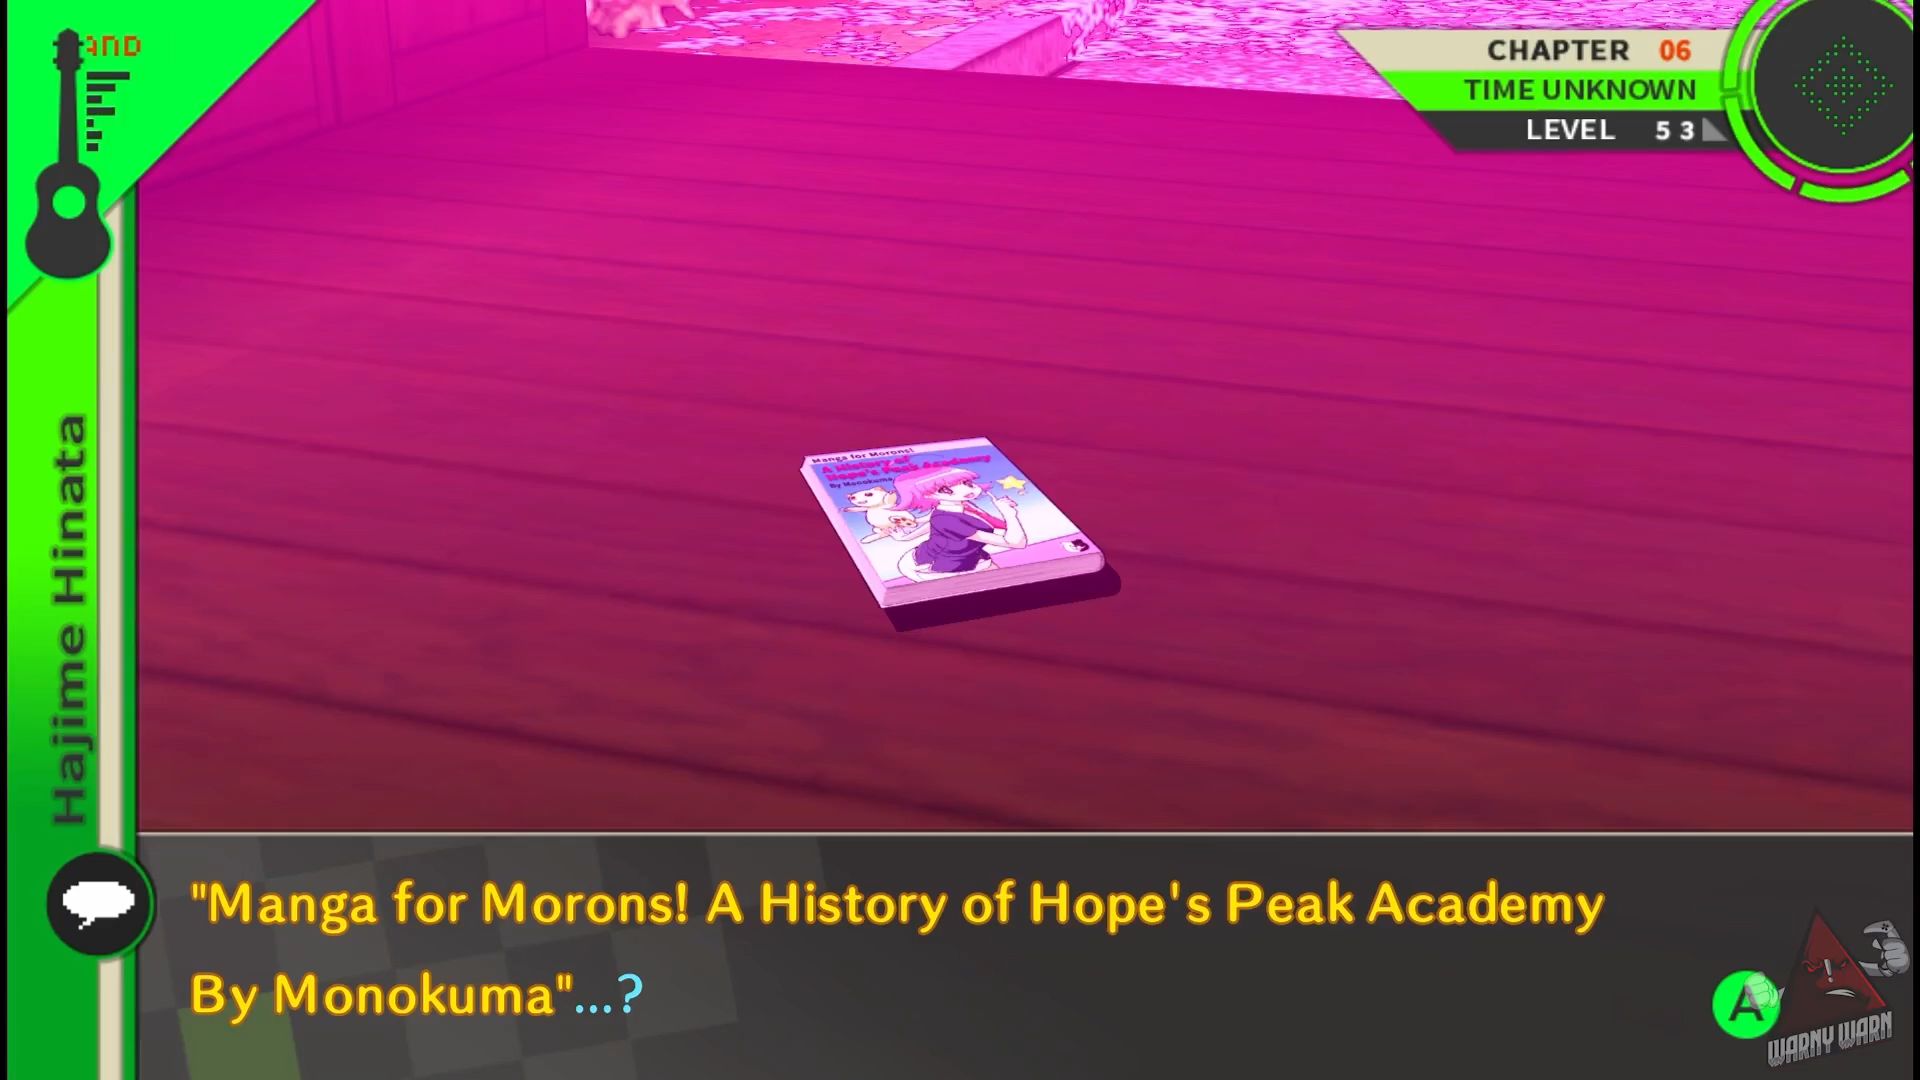 AND
CHAPTER 06
TIME UNKNOWN
LEVEL 53
Hajime Hinata
Manga for Morons!
A History of
Hope's Peak Academy
By Monokuma
"Manga for Morons! A History of Hope's Peak Academy
By Monokuma"...?
A
WARNY WARN